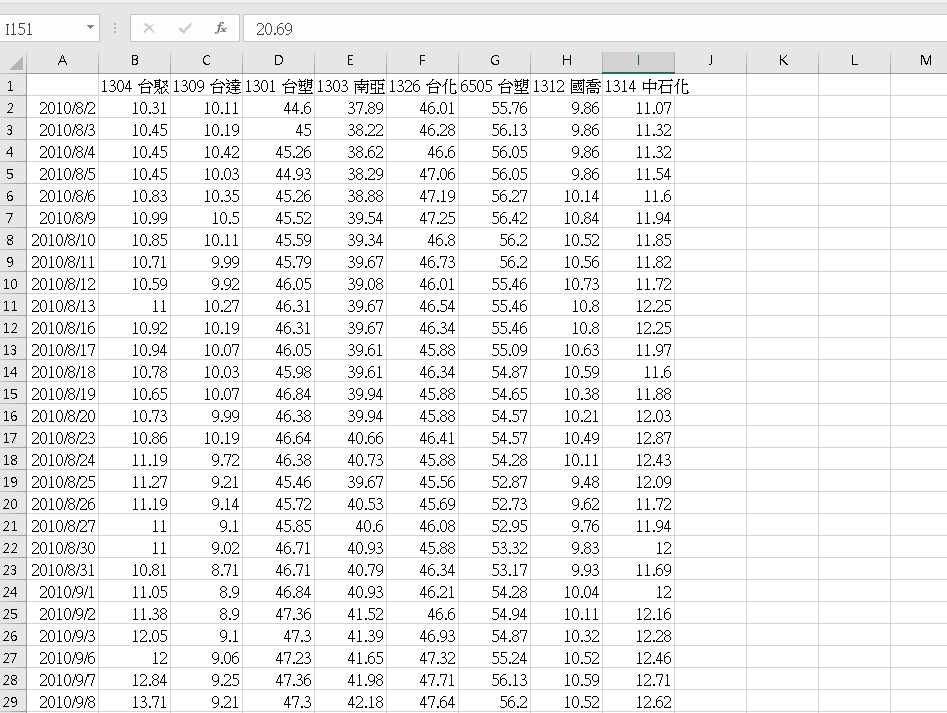 I151 fx 20.69
A B C D E F G H I J K L M
1 1304 台聚 1309 台達 1301 台塑 1303 南亞 1326 台化 6505 台塑 1312 國喬 1314 中石化
2 2010/8/2 10.31 10.11 44.6 37.89 46.01 55.76 9.86 11.07
3 2010/8/3 10.45 10.19 45 38.22 46.28 56.13 9.86 11.32
4 2010/8/4 10.45 10.42 45.26 38.62 46.6 56.05 9.86 11.32
5 2010/8/5 10.45 10.03 44.93 38.29 47.06 56.05 9.86 11.54
6 2010/8/6 10.83 10.35 45.26 38.88 47.19 56.27 10.14 11.6
7 2010/8/9 10.99 10.5 45.52 39.54 47.25 56.42 10.84 11.94
8 2010/8/10 10.85 10.11 45.59 39.34 46.8 56.2 10.52 11.85
9 2010/8/11 10.71 9.99 45.79 39.67 46.73 56.2 10.56 11.82
10 2010/8/12 10.59 9.92 46.05 39.08 46.01 55.46 10.73 11.72
11 2010/8/13 11 10.27 46.31 39.67 46.54 55.46 10.8 12.25
12 2010/8/16 10.92 10.19 46.31 39.67 46.34 55.46 10.8 12.25
13 2010/8/17 10.94 10.07 46.05 39.61 45.88 55.09 10.63 11.97
14 2010/8/18 10.78 10.03 45.98 39.61 46.34 54.87 10.59 11.6
15 2010/8/19 10.65 10.07 46.84 39.94 45.88 54.65 10.38 11.88
16 2010/8/20 10.73 9.99 46.38 39.94 45.88 54.57 10.21 12.03
17 2010/8/23 10.86 10.19 46.64 40.66 46.41 54.57 10.49 12.87
18 2010/8/24 11.19 9.72 46.38 40.73 45.88 54.28 10.11 12.43
19 2010/8/25 11.27 9.21 45.46 39.67 45.56 52.87 9.48 12.09
20 2010/8/26 11.19 9.14 45.72 40.53 45.69 52.73 9.62 11.72
21 2010/8/27 11 9.1 45.85 40.6 46.08 52.95 9.76 11.94
22 2010/8/30 11 9.02 46.71 40.93 45.88 53.32 9.83 12
23 2010/8/31 10.81 8.71 46.71 40.79 46.34 53.17 9.93 11.69
24 2010/9/1 11.05 8.9 46.84 40.93 46.21 54.28 10.04 12
25 2010/9/2 11.38 8.9 47.36 41.52 46.6 54.94 10.11 12.16
26 2010/9/3 12.05 9.1 47.3 41.39 46.93 54.87 10.32 12.28
27 2010/9/6 12 9.06 47.23 41.65 47.32 55.24 10.52 12.46
28 2010/9/7 12.84 9.25 47.36 41.98 47.71 56.13 10.59 12.71
29 2010/9/8 13.71 9.21 47.3 42.18 47.64 56.2 10.52 12.62